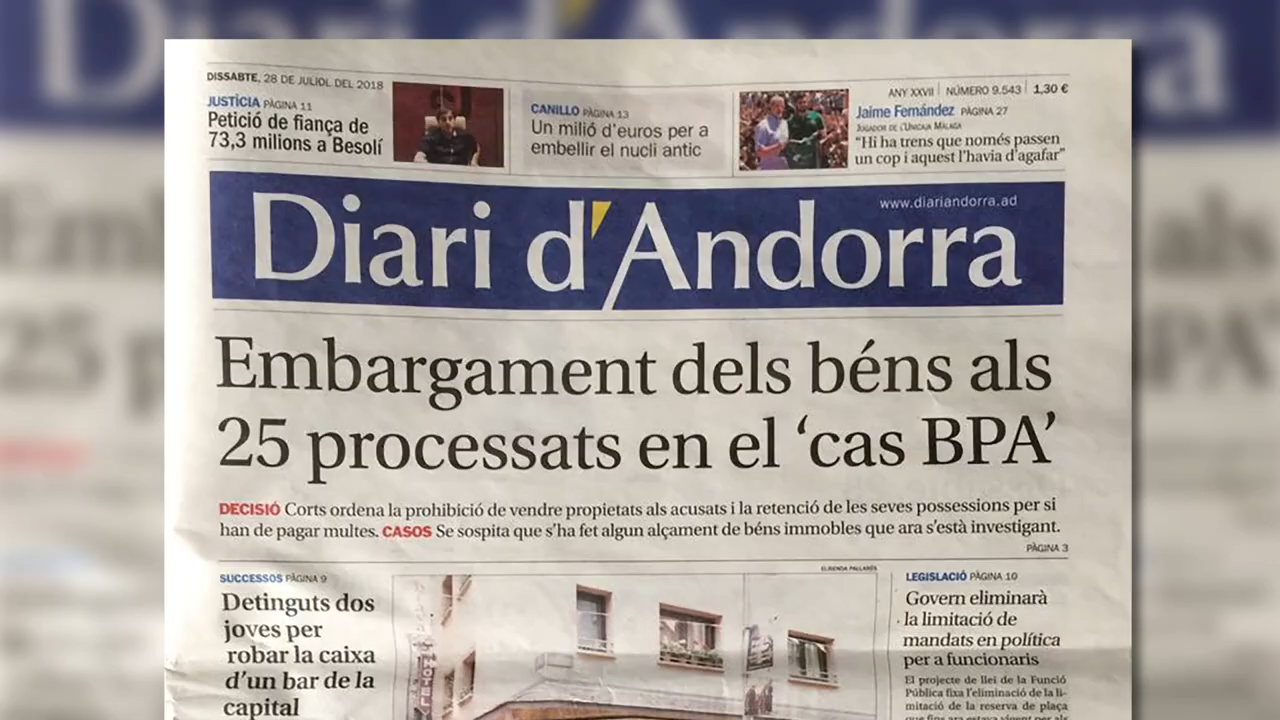 DISSABTE, 28 DE JULIOL DEL 2018
ANY XXVII NÚMERO 9.543 1,30 €
JUSTÍCIA PÀGINA 11
Petició de fiança de
73,3 milions a Besolí
CANILLO PÀGINA 13
Un milió d'euros per a
embellir el nucli antic
Jaime Fernández PÀGINA 27
JUGADOR DE L'UNICAJA MÁLAGA
“Hi ha trens que només passen
un cop i aquest l'havia d'agafar”
www.diariandorra.ad
Diari d'Andorra
Embargament dels béns als
25 processats en el ‘cas BPA’
DECISIÓ Corts ordena la prohibició de vendre propietats als acusats i la retenció de les seves possessions per si
han de pagar multes. CASOS Se sospita que s'ha fet algun alçament de béns immobles que ara s'està investigant.
PÀGINA 3
SUCCESSOS PÀGINA 9
Detinguts dos
joves per
robar la caixa
d'un bar de la
capital
HOTEL
LEGISLACIÓ PÀGINA 10
Govern eliminarà
la limitació de
mandats en política
per a funcionaris
El projecte de llei de la Funció
Pública fixa l'eliminació de la li-
mitació de la reserva de plaça